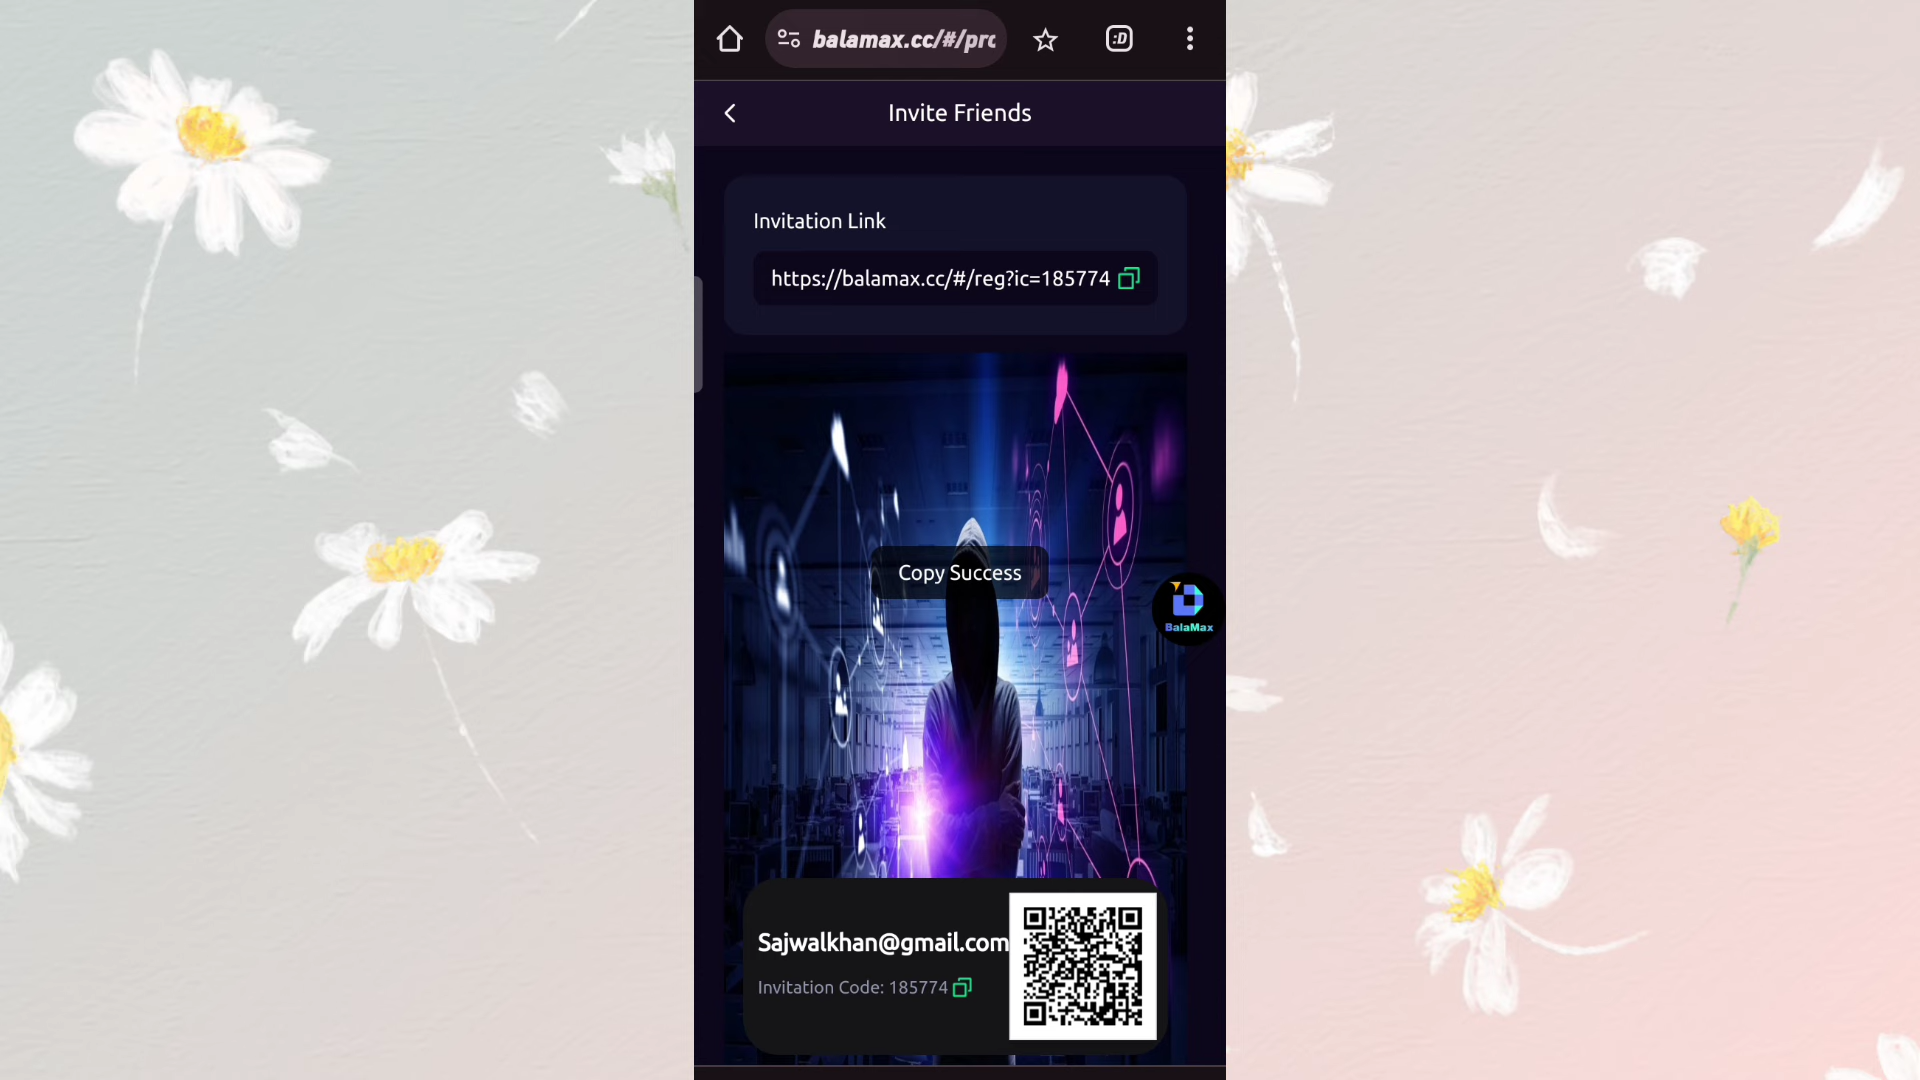 balamax.cc/#/pro
:D
Invite Friends
Invitation Link
https://balamax.cc/#/reg?ic=185774
Copy Success
BalaMax
Sajwalkhan@gmail.com
Invitation Code: 185774